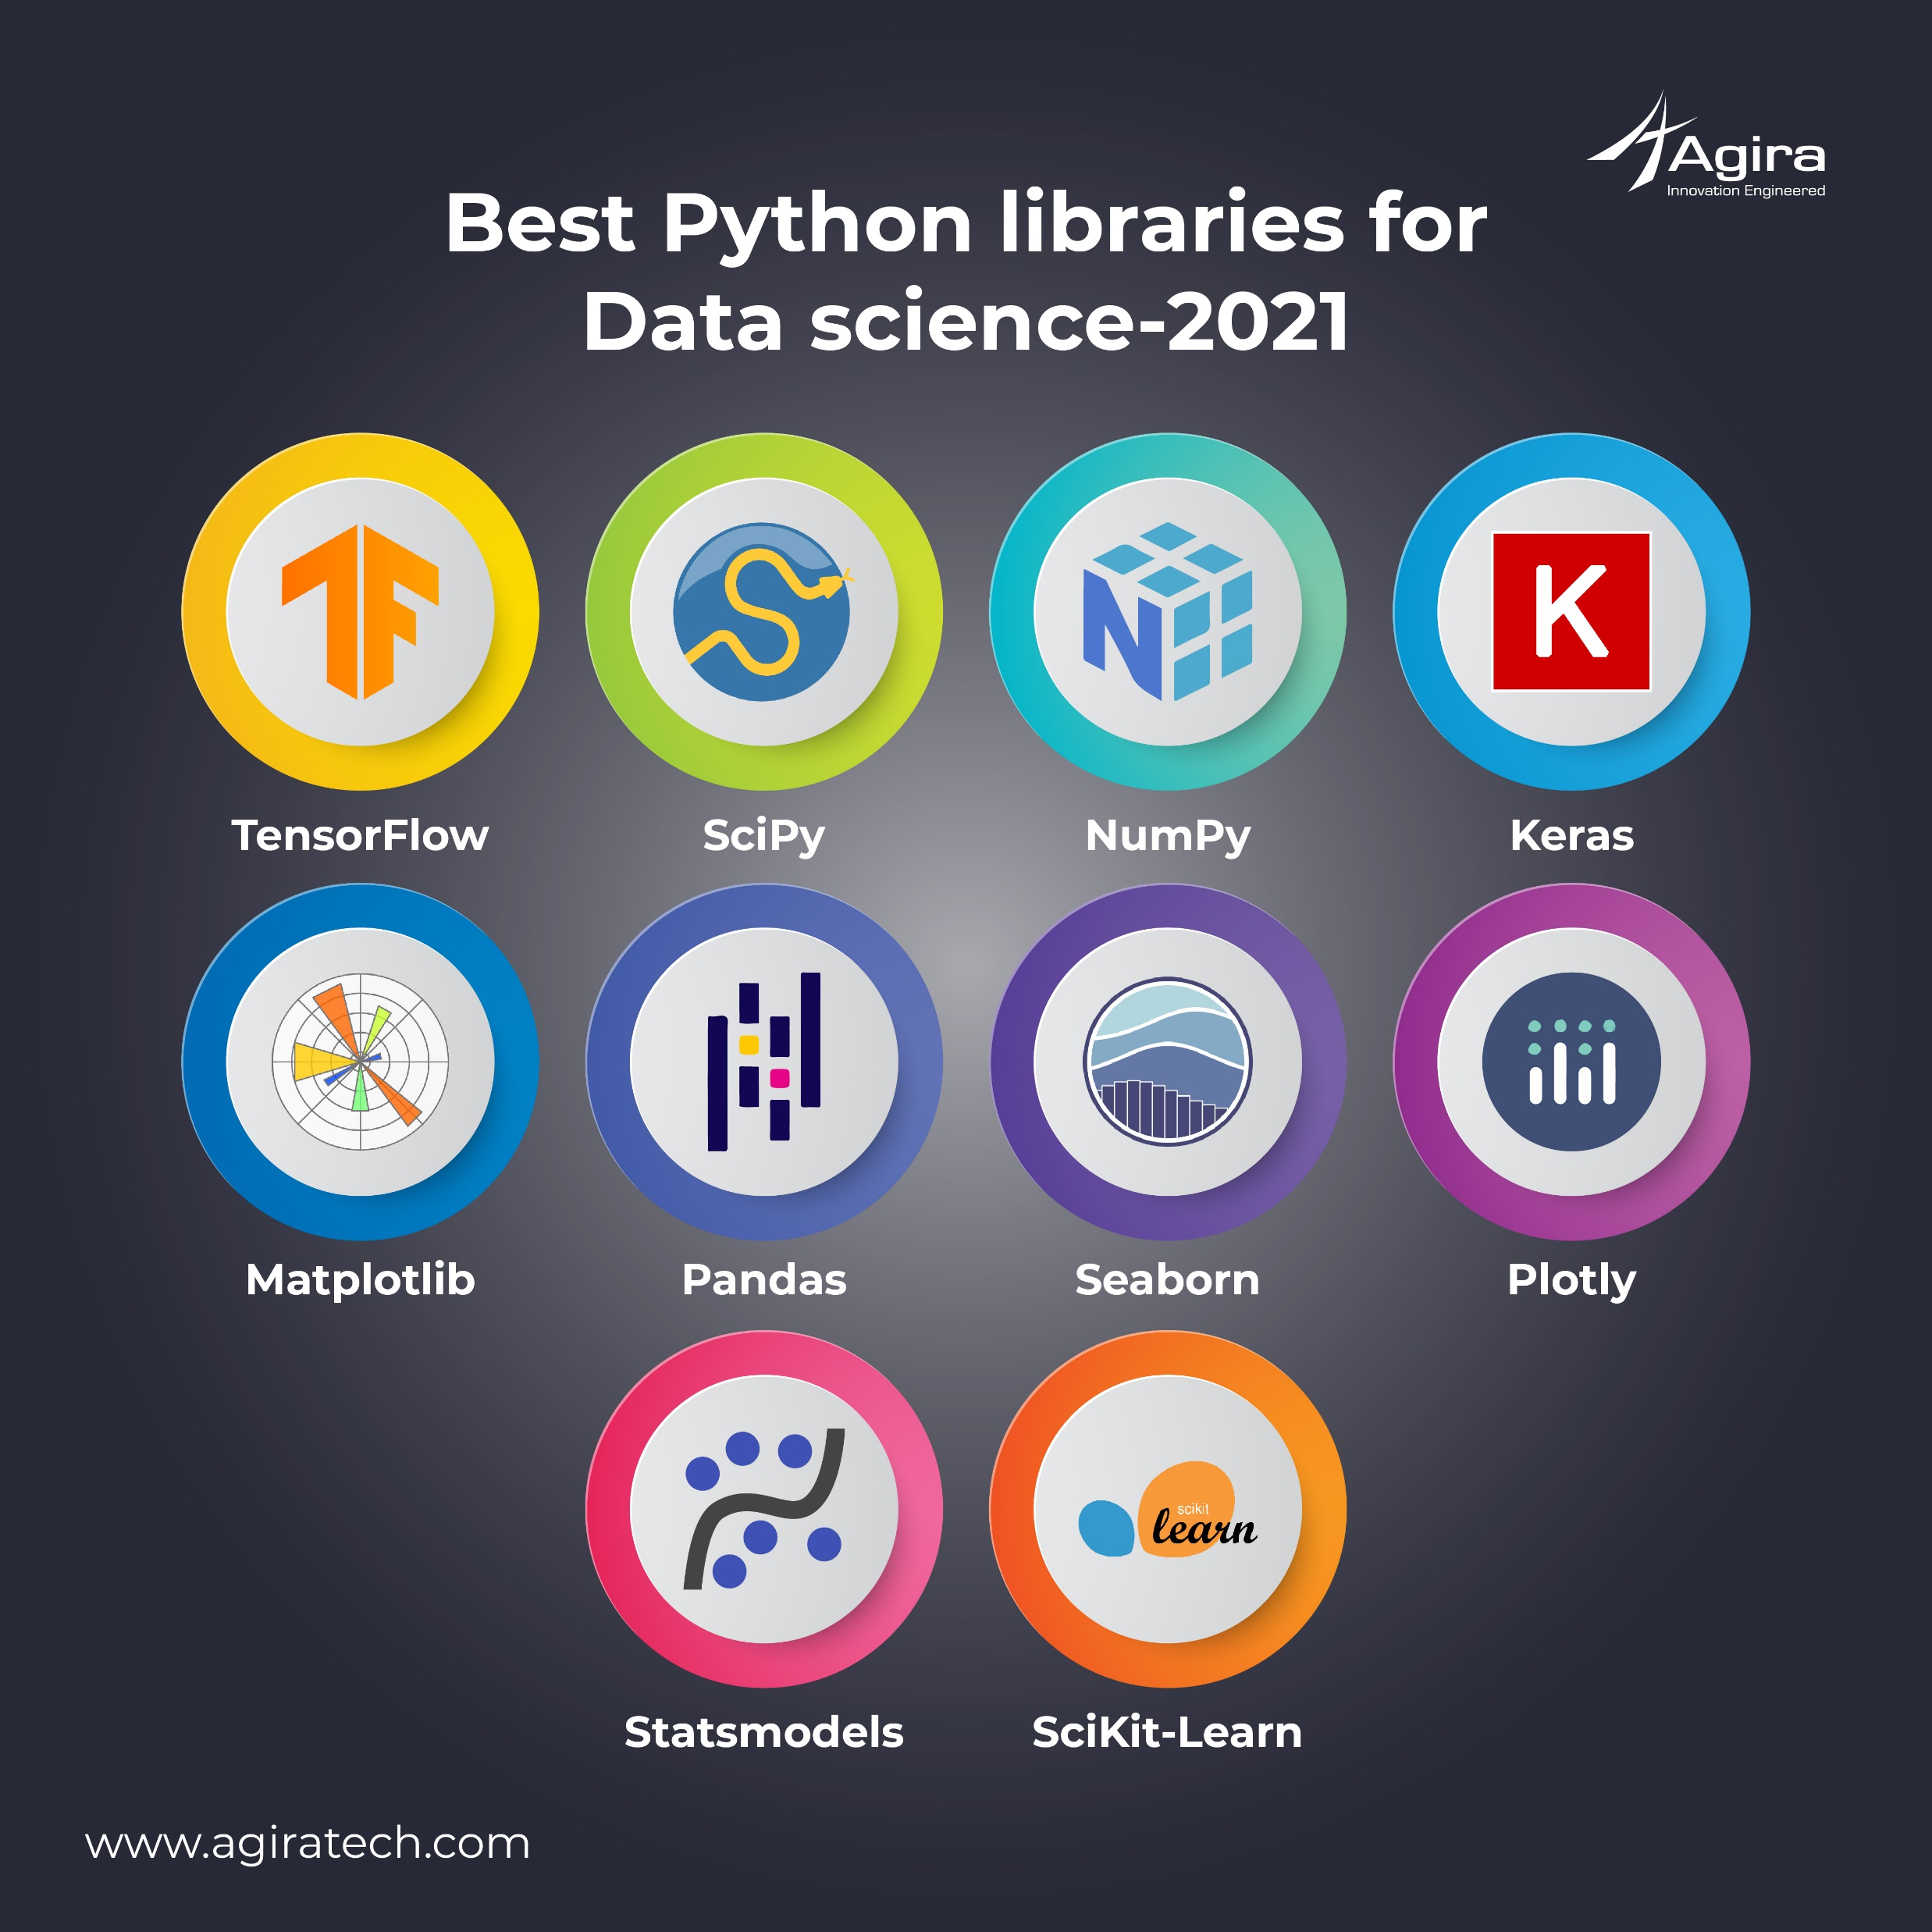 Agira
Innovation Engineered
Best Python libraries for
Data science-2021
K
TensorFlow
SciPy
NumPy
Keras
Matplotlib
Pandas
Seaborn
Plotly
scikit
learn
Statsmodels
SciKit-Learn
www.agiratech.com